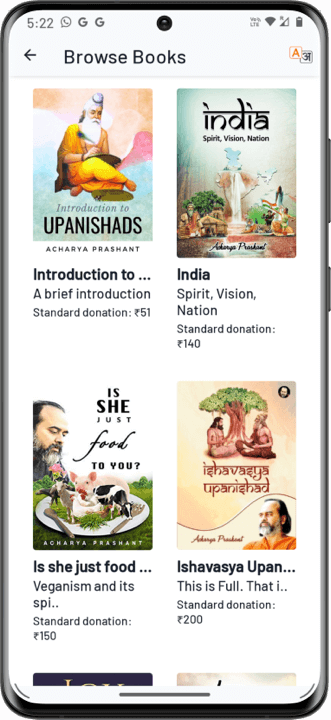 5:22
Browse Books
A अ
Introduction to
UPANISHADS
ACHARYA PRASHANT
india
Spirit, Vision, Nation
Acharya Prashant
Introduction to ...
A brief introduction
Standard donation: ₹51
India
Spirit, Vision,
Nation
Standard donation:
₹140
IS
SHE
JUST
food
TO YOU?
ACHARYA PRASHANT
ishavasya
upanishad
Acharya Prashant
Is she just food ...
Veganism and its
spi..
Standard donation:
₹150
Ishavasya Upan...
This is Full. That i..
Standard donation:
₹200